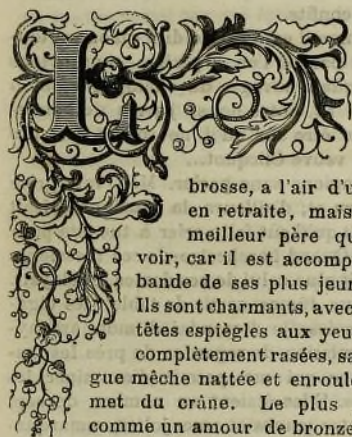 L
brosse, a l'air d'u
en retraite, mais
meilleur père qu
voir, car il est accomp
bande de ses plus jeun
Ils sont charmants, avec
têtes espiègles aux yeu
complètement rasées, sa
gue mêche nattée et enroulé
met du crâne. Le plus
comme un amour de bronze